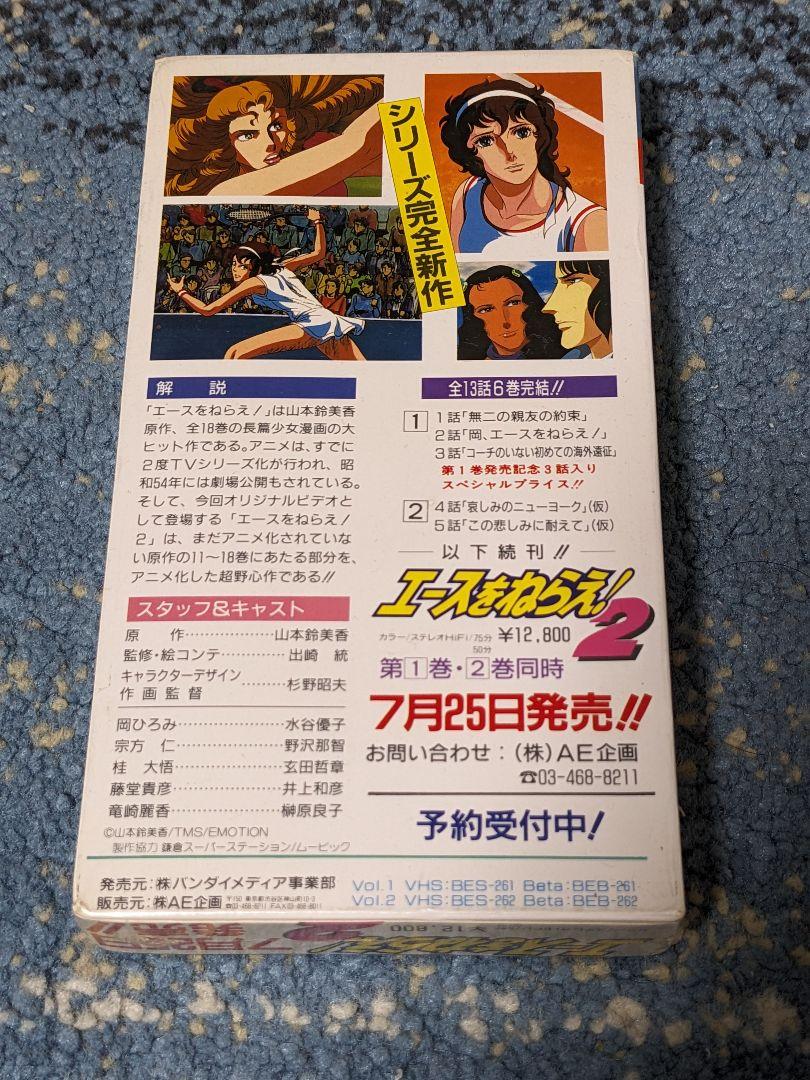 シリーズ完全新作
解 説
「エースをねらえ!」は山本鈴美香
原作、全18巻の長篇少女漫画の大
ヒット作である。アニメは、すでに
2度TVシリーズ化が行われ、昭
和54年には劇場公開もされている。
そして、今回オリジナルビデオと
して登場する「エースをねらえ!
2」は、まだアニメ化されていな
い原作の11〜18巻にあたる部分を、
アニメ化した超野心作である!!
スタッフ&キャスト
原 作……………山本鈴美香
監修・絵コンテ…………出崎 統
キャラクターデザイン
作 画 監 督………杉野昭夫
岡ひろみ……………水谷優子
宗方 仁……………野沢那智
桂 大悟……………玄田哲章
藤堂貴彦……………井上和彦
竜崎麗香……………榊原良子
©山本鈴美香/TMS/EMOTION
製作協力 鎌倉スーパーステーション/ムービック
全13話6巻完結!!
1 1話「無二の親友の約束」
2話「岡、エースをねらえ!」
3話「コーチのいない初めての海外遠征」
第1巻発売記念3話入り
スペシャルプライス!!
2 4話「哀しみのニューヨーク」(仮)
5話「この悲しみに耐えて」(仮)
以下続刊!!
エースをねらえ!2
カラー/ステレオHiFi/75分 ¥12,800
50分
第1巻・2巻同時
7月25日発売!!
お問い合わせ:(株)AE企画
☎03-468-8211
予約受付中!
発売元:㈱バンダイメディア事業部 Vol.1 VHS:BES-261 Beta:BEB-261
販売元:㈱AE企画 Vol.2 VHS:BES-262 Beta:BEB-262
7月25日
発売!!
エースをねらえ!2
¥12,800